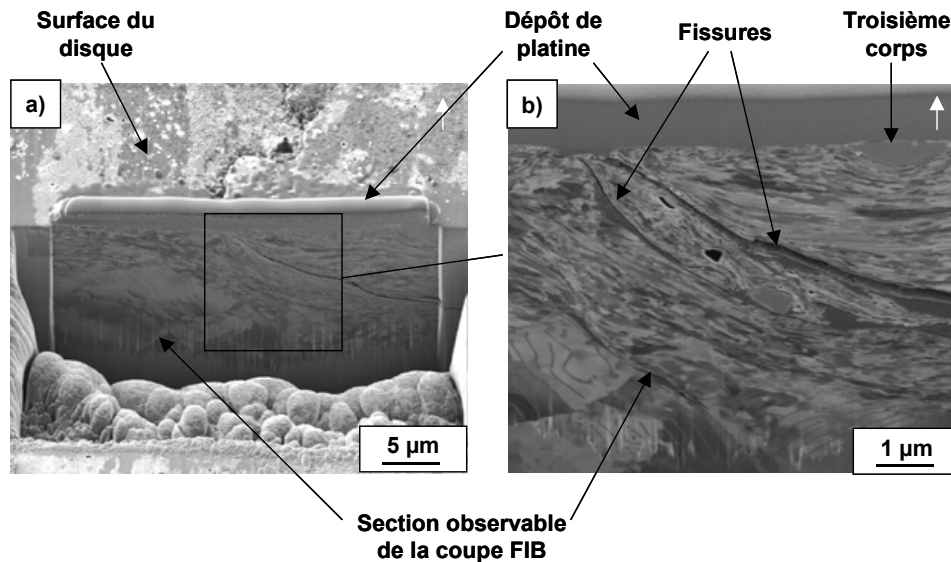 Surface du
disque
Dépôt de
platine
Fissures
Troisième
corps
a)
b)
5 µm
1 µm
Section observable
de la coupe FIB